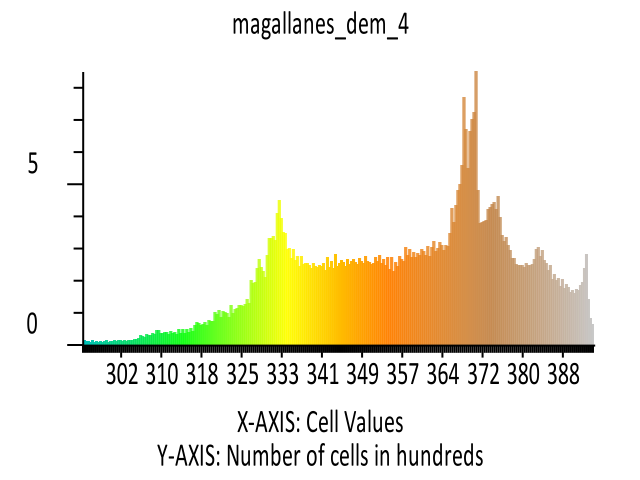 magallanes_dem_4
5
0
302 310 318 325 333 341 349 357 364 372 380 388
X-AXIS: Cell Values
Y-AXIS: Number of cells in hundreds